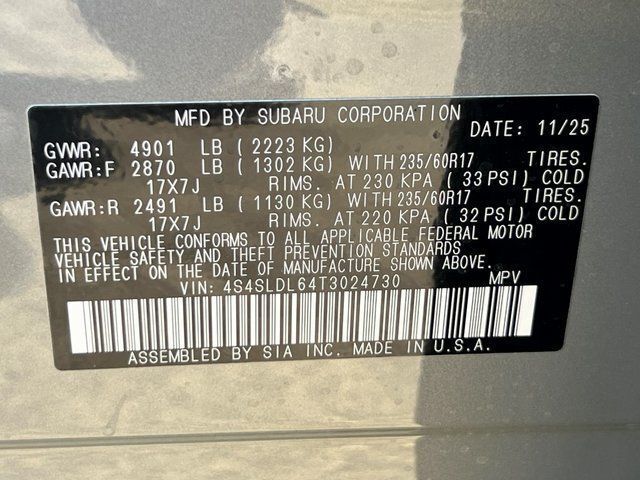 MFD BY SUBARU CORPORATION
DATE: 11/25
GVWR: 4901 LB ( 2223 KG)
GAWR:F 2870 LB ( 1302 KG) WITH 235/60R17 TIRES.
17X7J RIMS. AT 230 KPA ( 33 PSI) COLD
GAWR:R 2491 LB ( 1130 KG) WITH 235/60R17 TIRES.
17X7J RIMS. AT 220 KPA ( 32 PSI) COLD
THIS VEHICLE CONFORMS TO ALL APPLICABLE FEDERAL MOTOR
VEHICLE SAFETY AND THEFT PREVENTION STANDARDS
IN EFFECT ON THE DATE OF MANUFACTURE SHOWN ABOVE.
VIN: 4S4SLDL64T3024730 MPV
ASSEMBLED BY SIA INC. MADE IN U.S.A.